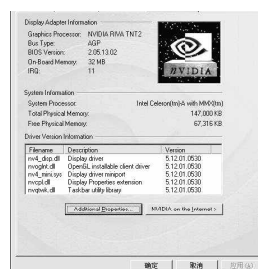 Display Adapter Information
Graphics Processor: NVIDIA RIVA TNT2
Bus Type: AGP
BIOS Version: 2.05.13.02
On-Board Memory: 32 MB
IRQ: 11
nVIDIA
System Information
System Processor: Intel Celeron(tm)-A with MMX(tm)
Total Physical Memory: 147,000 KB
Free Physical Memory: 67,316 KB
Driver Version Information
Filename Description Version
nv4_disp.dll Display driver 5.12.01.0530
nvoglnt.dll OpenGL installable client driver 5.12.01.0530
nv4_mini.sys Display driver miniport 5.12.01.0530
nvcpl.dll Display Properties extension 5.12.01.0530
nvqtwk.dll Taskbar utility library 5.12.01.0530
Additional Properties... NVIDIA on the Internet >
确定 取消 应用(A)